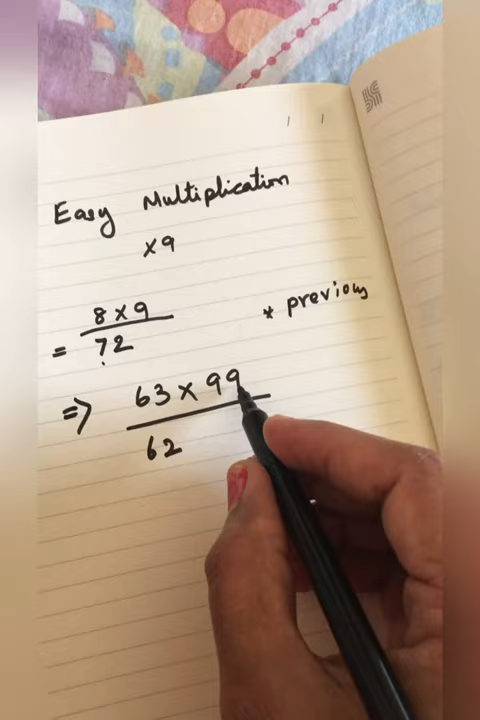 Easy Multiplication
×9
8×9
= 72
* previous
=> 63×99
62